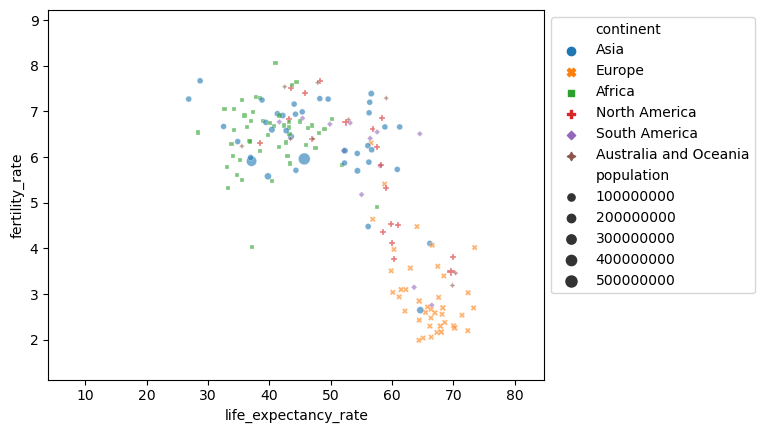 9
8
7
6
5
4
3
2
fertility_rate
10 20 30 40 50 60 70 80
life_expectancy_rate
continent
Asia
Europe
Africa
North America
South America
Australia and Oceania
population
100000000
200000000
300000000
400000000
500000000